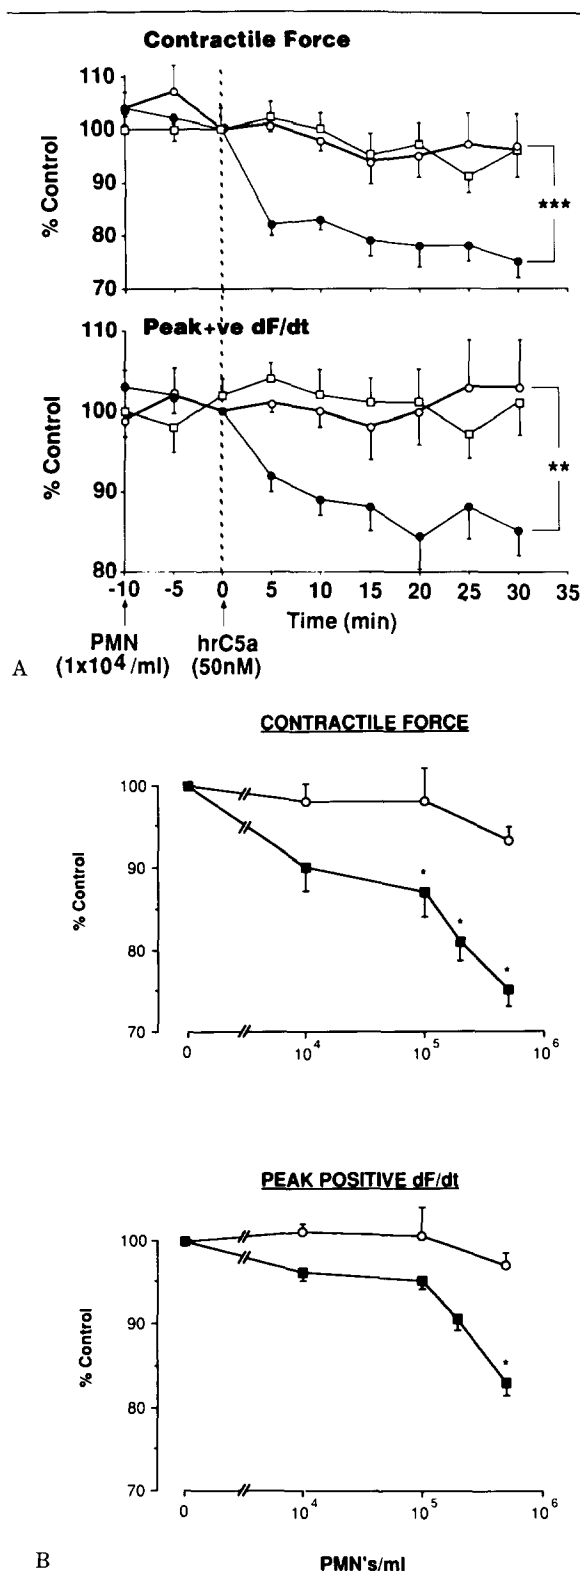 Contractile Force
110
100
90
80
70
% Control
***
Peak+ve dF/dt
110
100
90
80
% Control
**
-10 -5 0 5 10 15 20 25 30 35
Time (min)
PMN hrC5a
(1x10⁴/ml) (50nM)
A
CONTRACTILE FORCE
100
90
80
70
% Control
* * *
0 10⁴ 10⁵ 10⁶
PEAK POSITIVE dF/dt
100
90
80
70
% Control
*
0 10⁴ 10⁵ 10⁶
B PMN's/ml